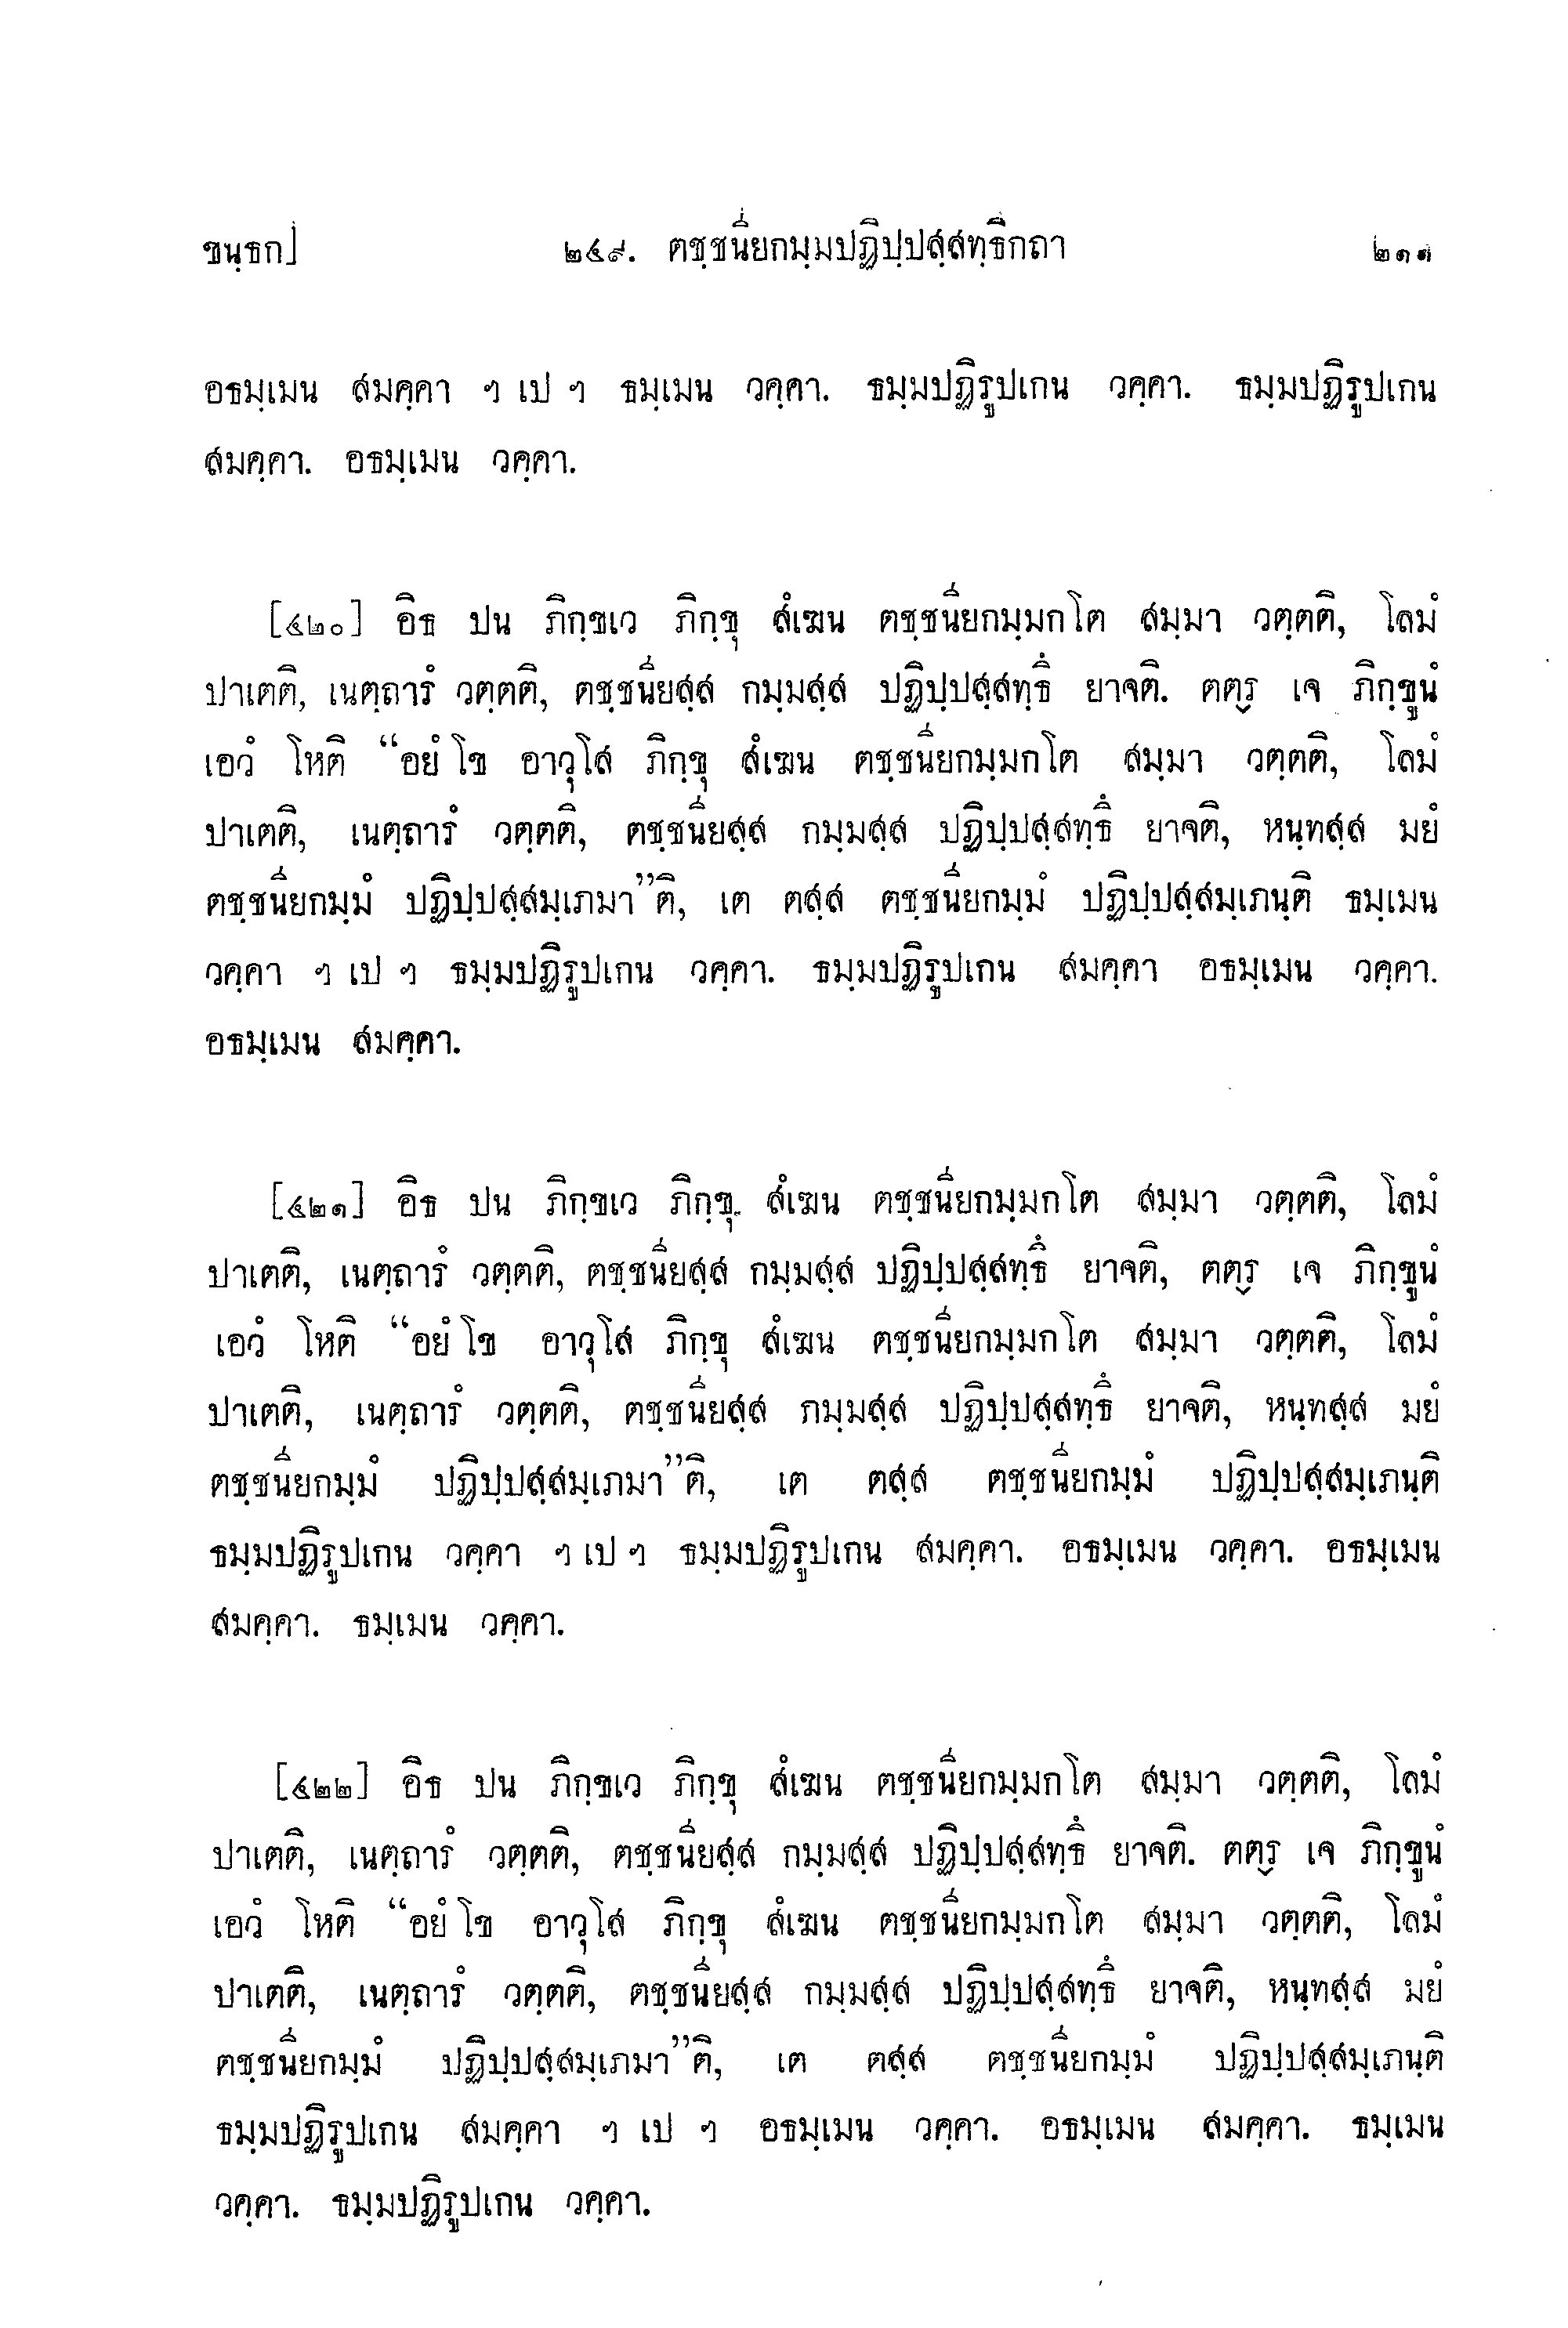 ขนฺธก] ๒๔๙. ตชฺชนียกมฺมปฏิปฺปสฺสทฺธิกถา ๒๑๓
อธมฺเมน สมคฺคา ฯ เป ฯ ธมฺเมน วคฺคา. ธมฺมปฏิรูปเกน วคฺคา. ธมฺมปฏิรูปเกน
สมคฺคา. อธมฺเมน วคฺคา.
[๔๒๐] อิธ ปน ภิกฺขเว ภิกฺขุ สํเฆน ตชฺชนียกมฺมกโต สมฺมา วตฺตติ, โลมํ
ปาเตติ, เนตฺถารํ วตฺตติ, ตชฺชนียสฺส กมฺมสฺส ปฏิปฺปสฺสทฺธึ ยาจติ. ตตฺร เจ ภิกฺขูนํ
เอวํ โหติ “อยํ โข อาวุโส ภิกฺขุ สํเฆน ตชฺชนียกมฺมกโต สมฺมา วตฺตติ, โลมํ
ปาเตติ, เนตฺถารํ วตฺตติ, ตชฺชนียสฺส กมฺมสฺส ปฏิปฺปสฺสทฺธึ ยาจติ, หนฺทสฺส มยํ
ตชฺชนียกมฺมํ ปฏิปฺปสฺสมฺเภมา”ติ, เต ตสฺส ตชฺชนียกมฺมํ ปฏิปฺปสฺสมฺเภนฺติ ธมฺเมน
วคฺคา ฯ เป ฯ ธมฺมปฏิรูปเกน วคฺคา. ธมฺมปฏิรูปเกน สมคฺคา อธมฺเมน วคฺคา.
อธมฺเมน สมคฺคา.
[๔๒๑] อิธ ปน ภิกฺขเว ภิกฺขุ สํเฆน ตชฺชนียกมฺมกโต สมฺมา วตฺตติ, โลมํ
ปาเตติ, เนตฺถารํ วตฺตติ, ตชฺชนียสฺส กมฺมสฺส ปฏิปฺปสฺสทฺธึ ยาจติ, ตตฺร เจ ภิกฺขูนํ
เอวํ โหติ “อยํ โข อาวุโส ภิกฺขุ สํเฆน ตชฺชนียกมฺมกโต สมฺมา วตฺตติ, โลมํ
ปาเตติ, เนตฺถารํ วตฺตติ, ตชฺชนียสฺส กมฺมสฺส ปฏิปฺปสฺสทฺธึ ยาจติ, หนฺทสฺส มยํ
ตชฺชนียกมฺมํ ปฏิปฺปสฺสมฺเภมา”ติ, เต ตสฺส ตชฺชนียกมฺมํ ปฏิปฺปสฺสมฺเภนฺติ
ธมฺมปฏิรูปเกน วคฺคา ฯ เป ฯ ธมฺมปฏิรูปเกน สมคฺคา. อธมฺเมน วคฺคา. อธมฺเมน
สมคฺคา. ธมฺเมน วคฺคา.
[๔๒๒] อิธ ปน ภิกฺขเว ภิกฺขุ สํเฆน ตชฺชนียกมฺมกโต สมฺมา วตฺตติ, โลมํ
ปาเตติ, เนตฺถารํ วตฺตติ, ตชฺชนียสฺส กมฺมสฺส ปฏิปฺปสฺสทฺธึ ยาจติ. ตตฺร เจ ภิกฺขูนํ
เอวํ โหติ “อยํ โข อาวุโส ภิกฺขุ สํเฆน ตชฺชนียกมฺมกโต สมฺมา วตฺตติ, โลมํ
ปาเตติ, เนตฺถารํ วตฺตติ, ตชฺชนียสฺส กมฺมสฺส ปฏิปฺปสฺสทฺธึ ยาจติ, หนฺทสฺส มยํ
ตชฺชนียกมฺมํ ปฏิปฺปสฺสมฺเภมา”ติ, เต ตสฺส ตชฺชนียกมฺมํ ปฏิปฺปสฺสมฺเภนฺติ
ธมฺมปฏิรูปเกน สมคฺคา ฯ เป ฯ อธมฺเมน วคฺคา. อธมฺเมน สมคฺคา. ธมฺเมน
วคฺคา. ธมฺมปฏิรูปเกน วคฺคา.